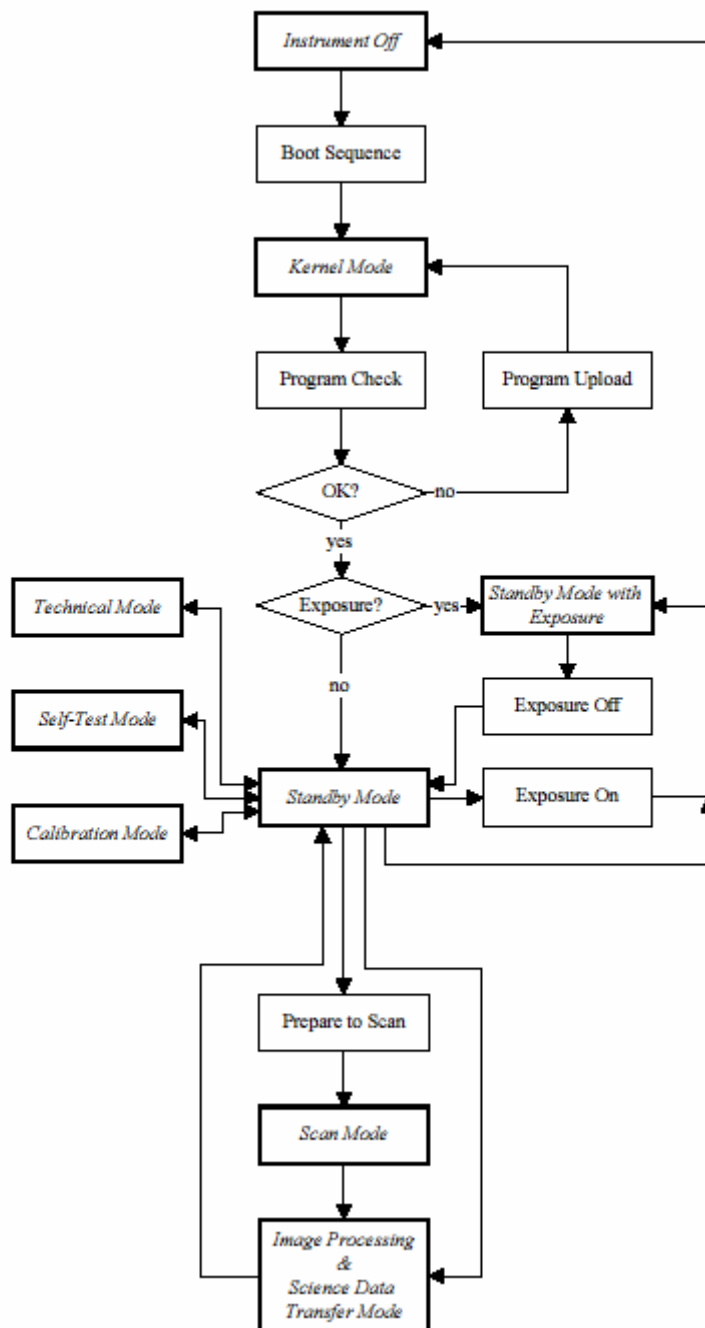 Instrument Off
Boot Sequence
Kernel Mode
Program Check
Program Upload
OK?
no
yes
Technical Mode
Exposure?
yes
Standby Mode with
Exposure
no
Self-Test Mode
Exposure Off
Standby Mode
Exposure On
Calibration Mode
Prepare to Scan
Scan Mode
Image Processing
&
Science Data
Transfer Mode